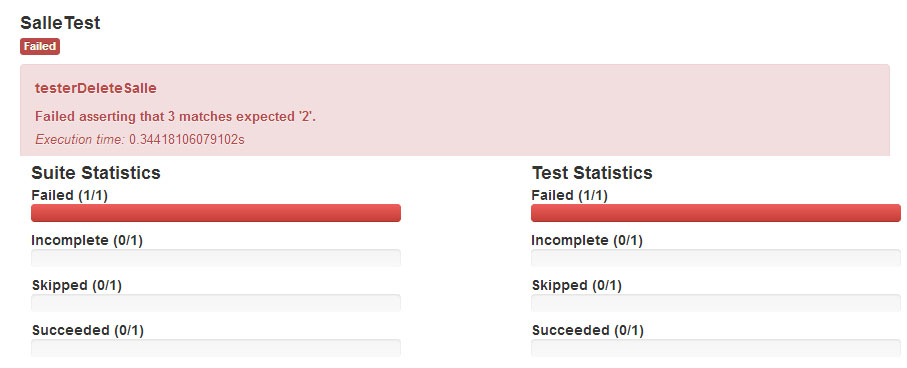 SalleTest
Failed
testerDeleteSalle
Failed asserting that 3 matches expected '2'.
Execution time: 0.34418106079102s
Suite Statistics
Failed (1/1)
Incomplete (0/1)
Skipped (0/1)
Succeeded (0/1)
Test Statistics
Failed (1/1)
Incomplete (0/1)
Skipped (0/1)
Succeeded (0/1)